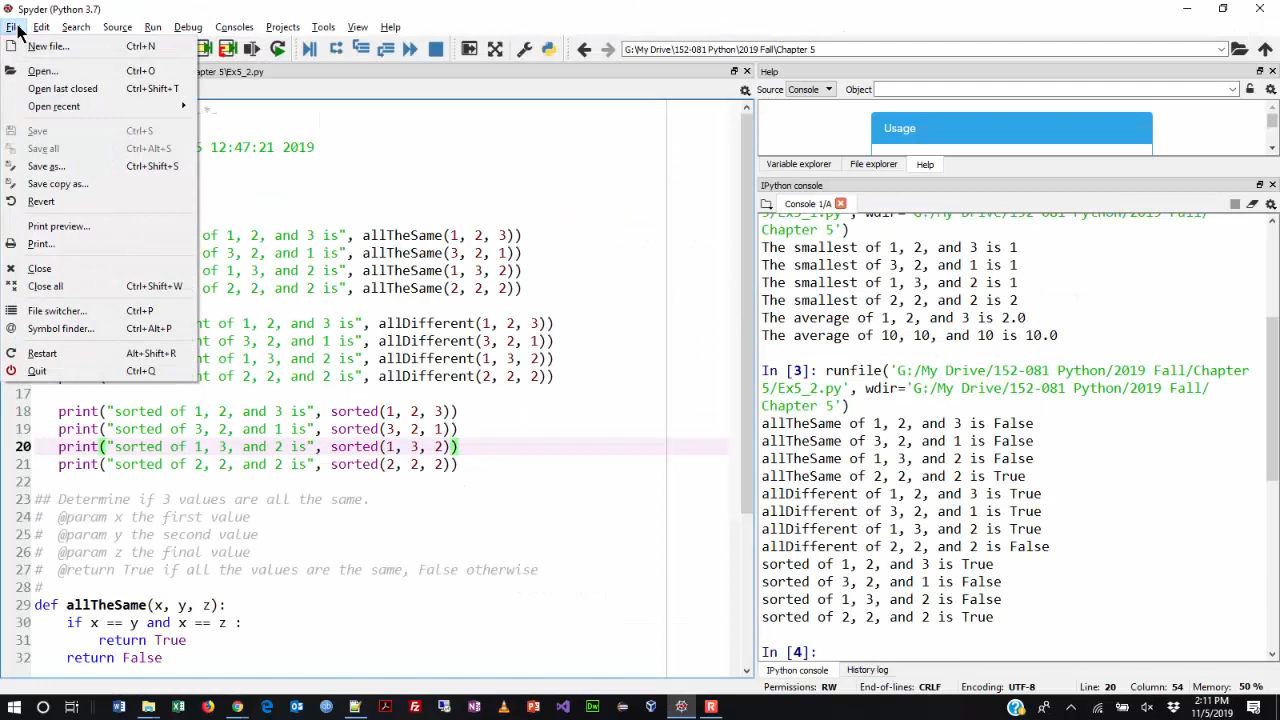 Spyder (Python 3.7)
File Edit Search Source Run Debug Consoles Projects Tools View Help
New file... Ctrl+N
Open... Ctrl+O
Open last closed Ctrl+Shift+T
Open recent
Save Ctrl+S
Save all Ctrl+Alt+S
Save as... Ctrl+Shift+S
Save copy as...
Revert
Print preview...
Print...
Close
Close all Ctrl+Shift+W
File switcher... Ctrl+P
Symbol finder... Ctrl+Alt+P
Restart Alt+Shift+R
Quit Ctrl+Q
G:\My Drive\152-081 Python\2019 Fall\Chapter 5
apter 5\Ex5_2.py
5 12:47:21 2019
of 1, 2, and 3 is", allTheSame(1, 2, 3))
of 3, 2, and 1 is", allTheSame(3, 2, 1))
of 1, 3, and 2 is", allTheSame(1, 3, 2))
of 2, 2, and 2 is", allTheSame(2, 2, 2))
nt of 1, 2, and 3 is", allDifferent(1, 2, 3))
nt of 3, 2, and 1 is", allDifferent(3, 2, 1))
nt of 1, 3, and 2 is", allDifferent(1, 3, 2))
nt of 2, 2, and 2 is", allDifferent(2, 2, 2))
17
18 print("sorted of 1, 2, and 3 is", sorted(1, 2, 3))
19 print("sorted of 3, 2, and 1 is", sorted(3, 2, 1))
20 print("sorted of 1, 3, and 2 is", sorted(1, 3, 2))
21 print("sorted of 2, 2, and 2 is", sorted(2, 2, 2))
22
23 ## Determine if 3 values are all the same.
24 # @param x the first value
25 # @param y the second value
26 # @param z the final value
27 # @return True if all the values are the same, False otherwise
28 #
29 def allTheSame(x, y, z):
30 if x == y and x == z :
31 return True
32 return False
Help
Source Console Object
Usage
Variable explorer File explorer Help
IPython console
Console 1/A
5/Ex5_1.py', wdir='G:/My Drive/152-081 Python/2019 Fall/
Chapter 5')
The smallest of 1, 2, and 3 is 1
The smallest of 3, 2, and 1 is 1
The smallest of 1, 3, and 2 is 1
The smallest of 2, 2, and 2 is 2
The average of 1, 2, and 3 is 2.0
The average of 10, 10, and 10 is 10.0
In [3]: runfile('G:/My Drive/152-081 Python/2019 Fall/Chapter
5/Ex5_2.py', wdir='G:/My Drive/152-081 Python/2019 Fall/
Chapter 5')
allTheSame of 1, 2, and 3 is False
allTheSame of 3, 2, and 1 is False
allTheSame of 1, 3, and 2 is False
allTheSame of 2, 2, and 2 is True
allDifferent of 1, 2, and 3 is True
allDifferent of 3, 2, and 1 is True
allDifferent of 1, 3, and 2 is True
allDifferent of 2, 2, and 2 is False
sorted of 1, 2, and 3 is True
sorted of 3, 2, and 1 is False
sorted of 1, 3, and 2 is False
sorted of 2, 2, and 2 is True
In [4]:
IPython console History log
Permissions: RW End-of-lines: CRLF Encoding: UTF-8 Line: 20 Column: 54 Memory: 50 %
2:11 PM
11/5/2019